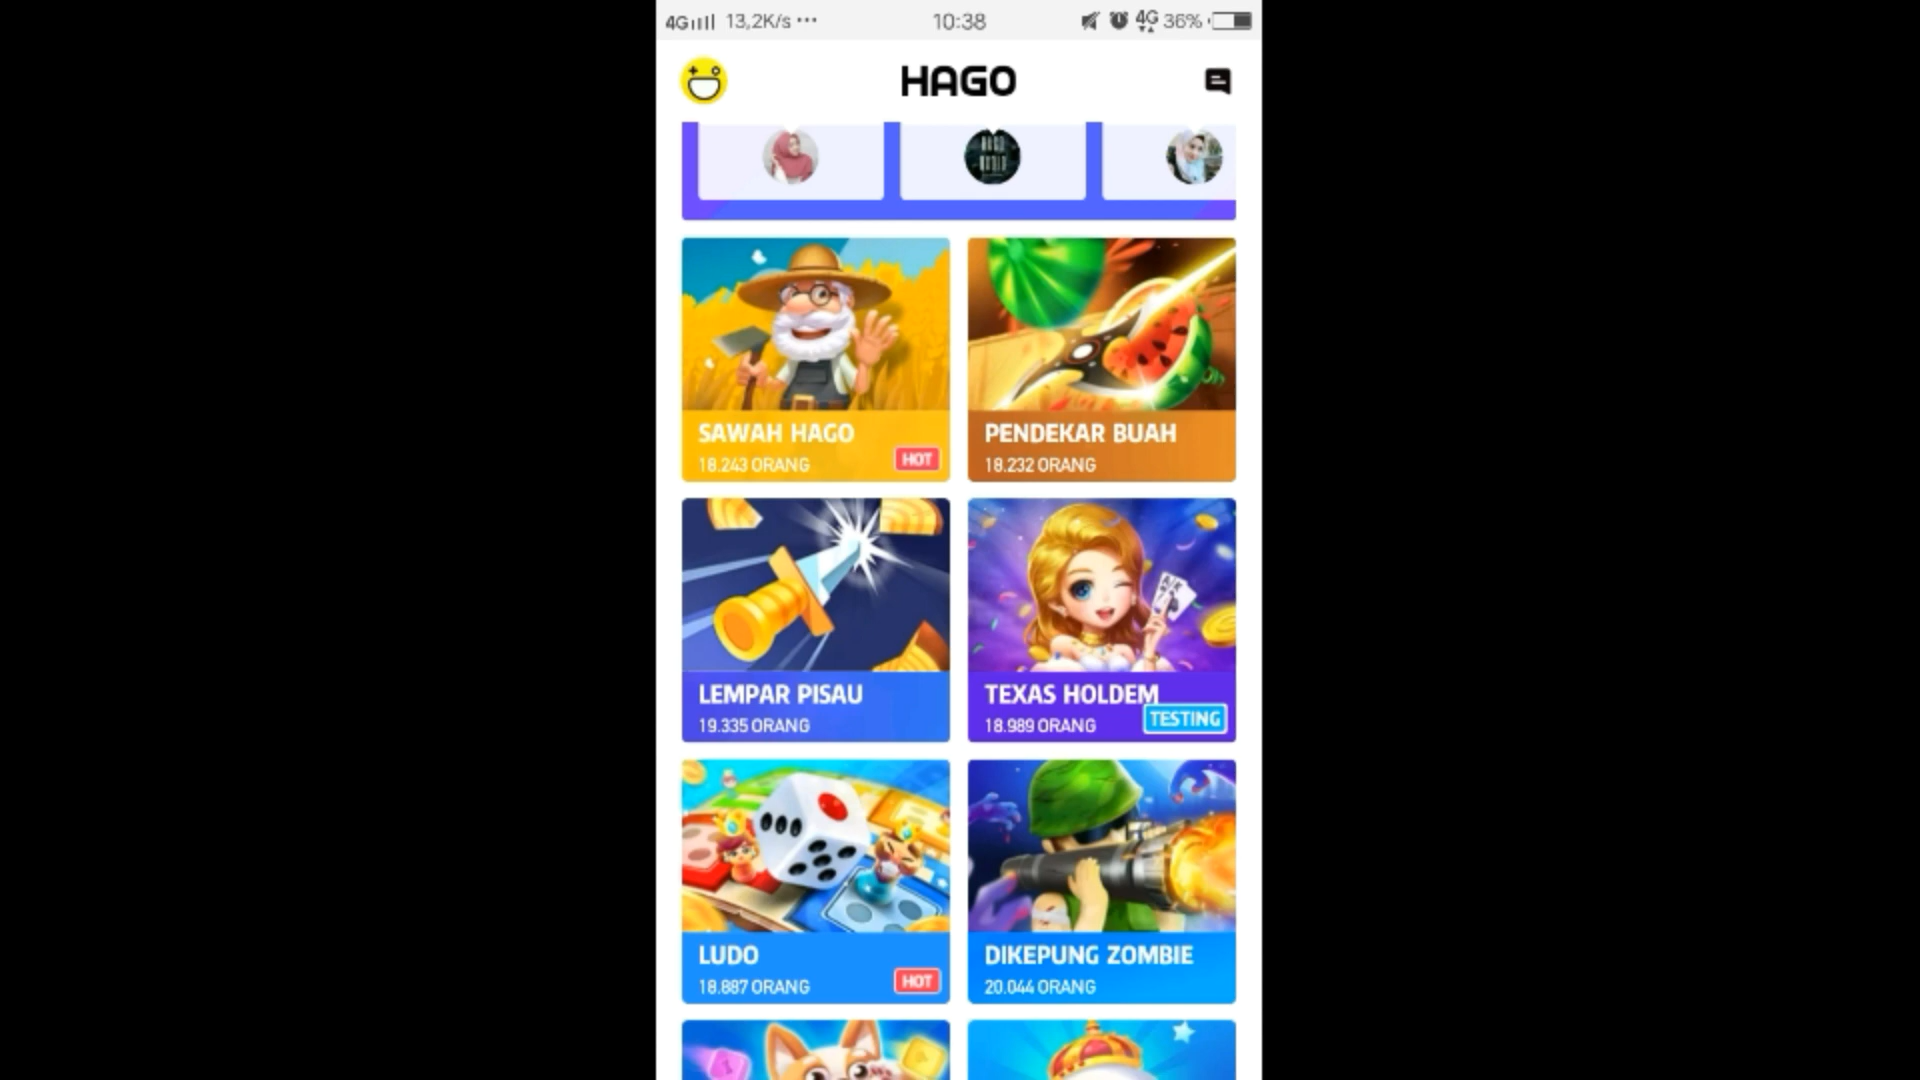 4G 13,2K/s ... 10:38 4G 36%
HAGO
SAWAH HAGO
18.243 ORANG
HOT
PENDEKAR BUAH
18.232 ORANG
LEMPAR PISAU
19.335 ORANG
TEXAS HOLDEM
18.989 ORANG
TESTING
LUDO
18.887 ORANG
HOT
DIKEPUNG ZOMBIE
20.044 ORANG